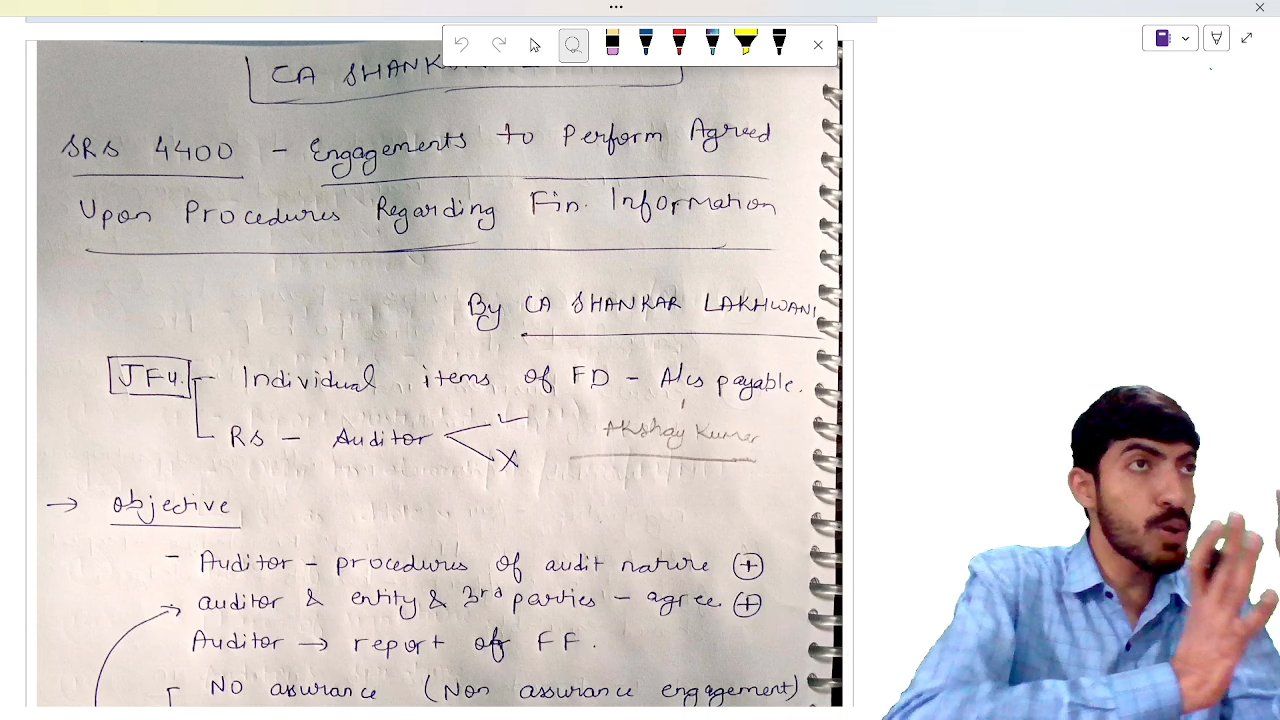 CA SHANKAR
SRS 4400 - Engagements to Perform Agreed
Upon Procedures Regarding Fin. Information
By CA SHANKAR LAKHWANI
JF4. - Individual items of FD - A/cs payable.
RS - Auditor ✓
Akshay Kumar
X
→ Objective
- Auditor - procedures of audit nature +
auditor & entity & 3rd parties - agree +
Auditor → report of FF.
NO assurance (Non assurance engagement)